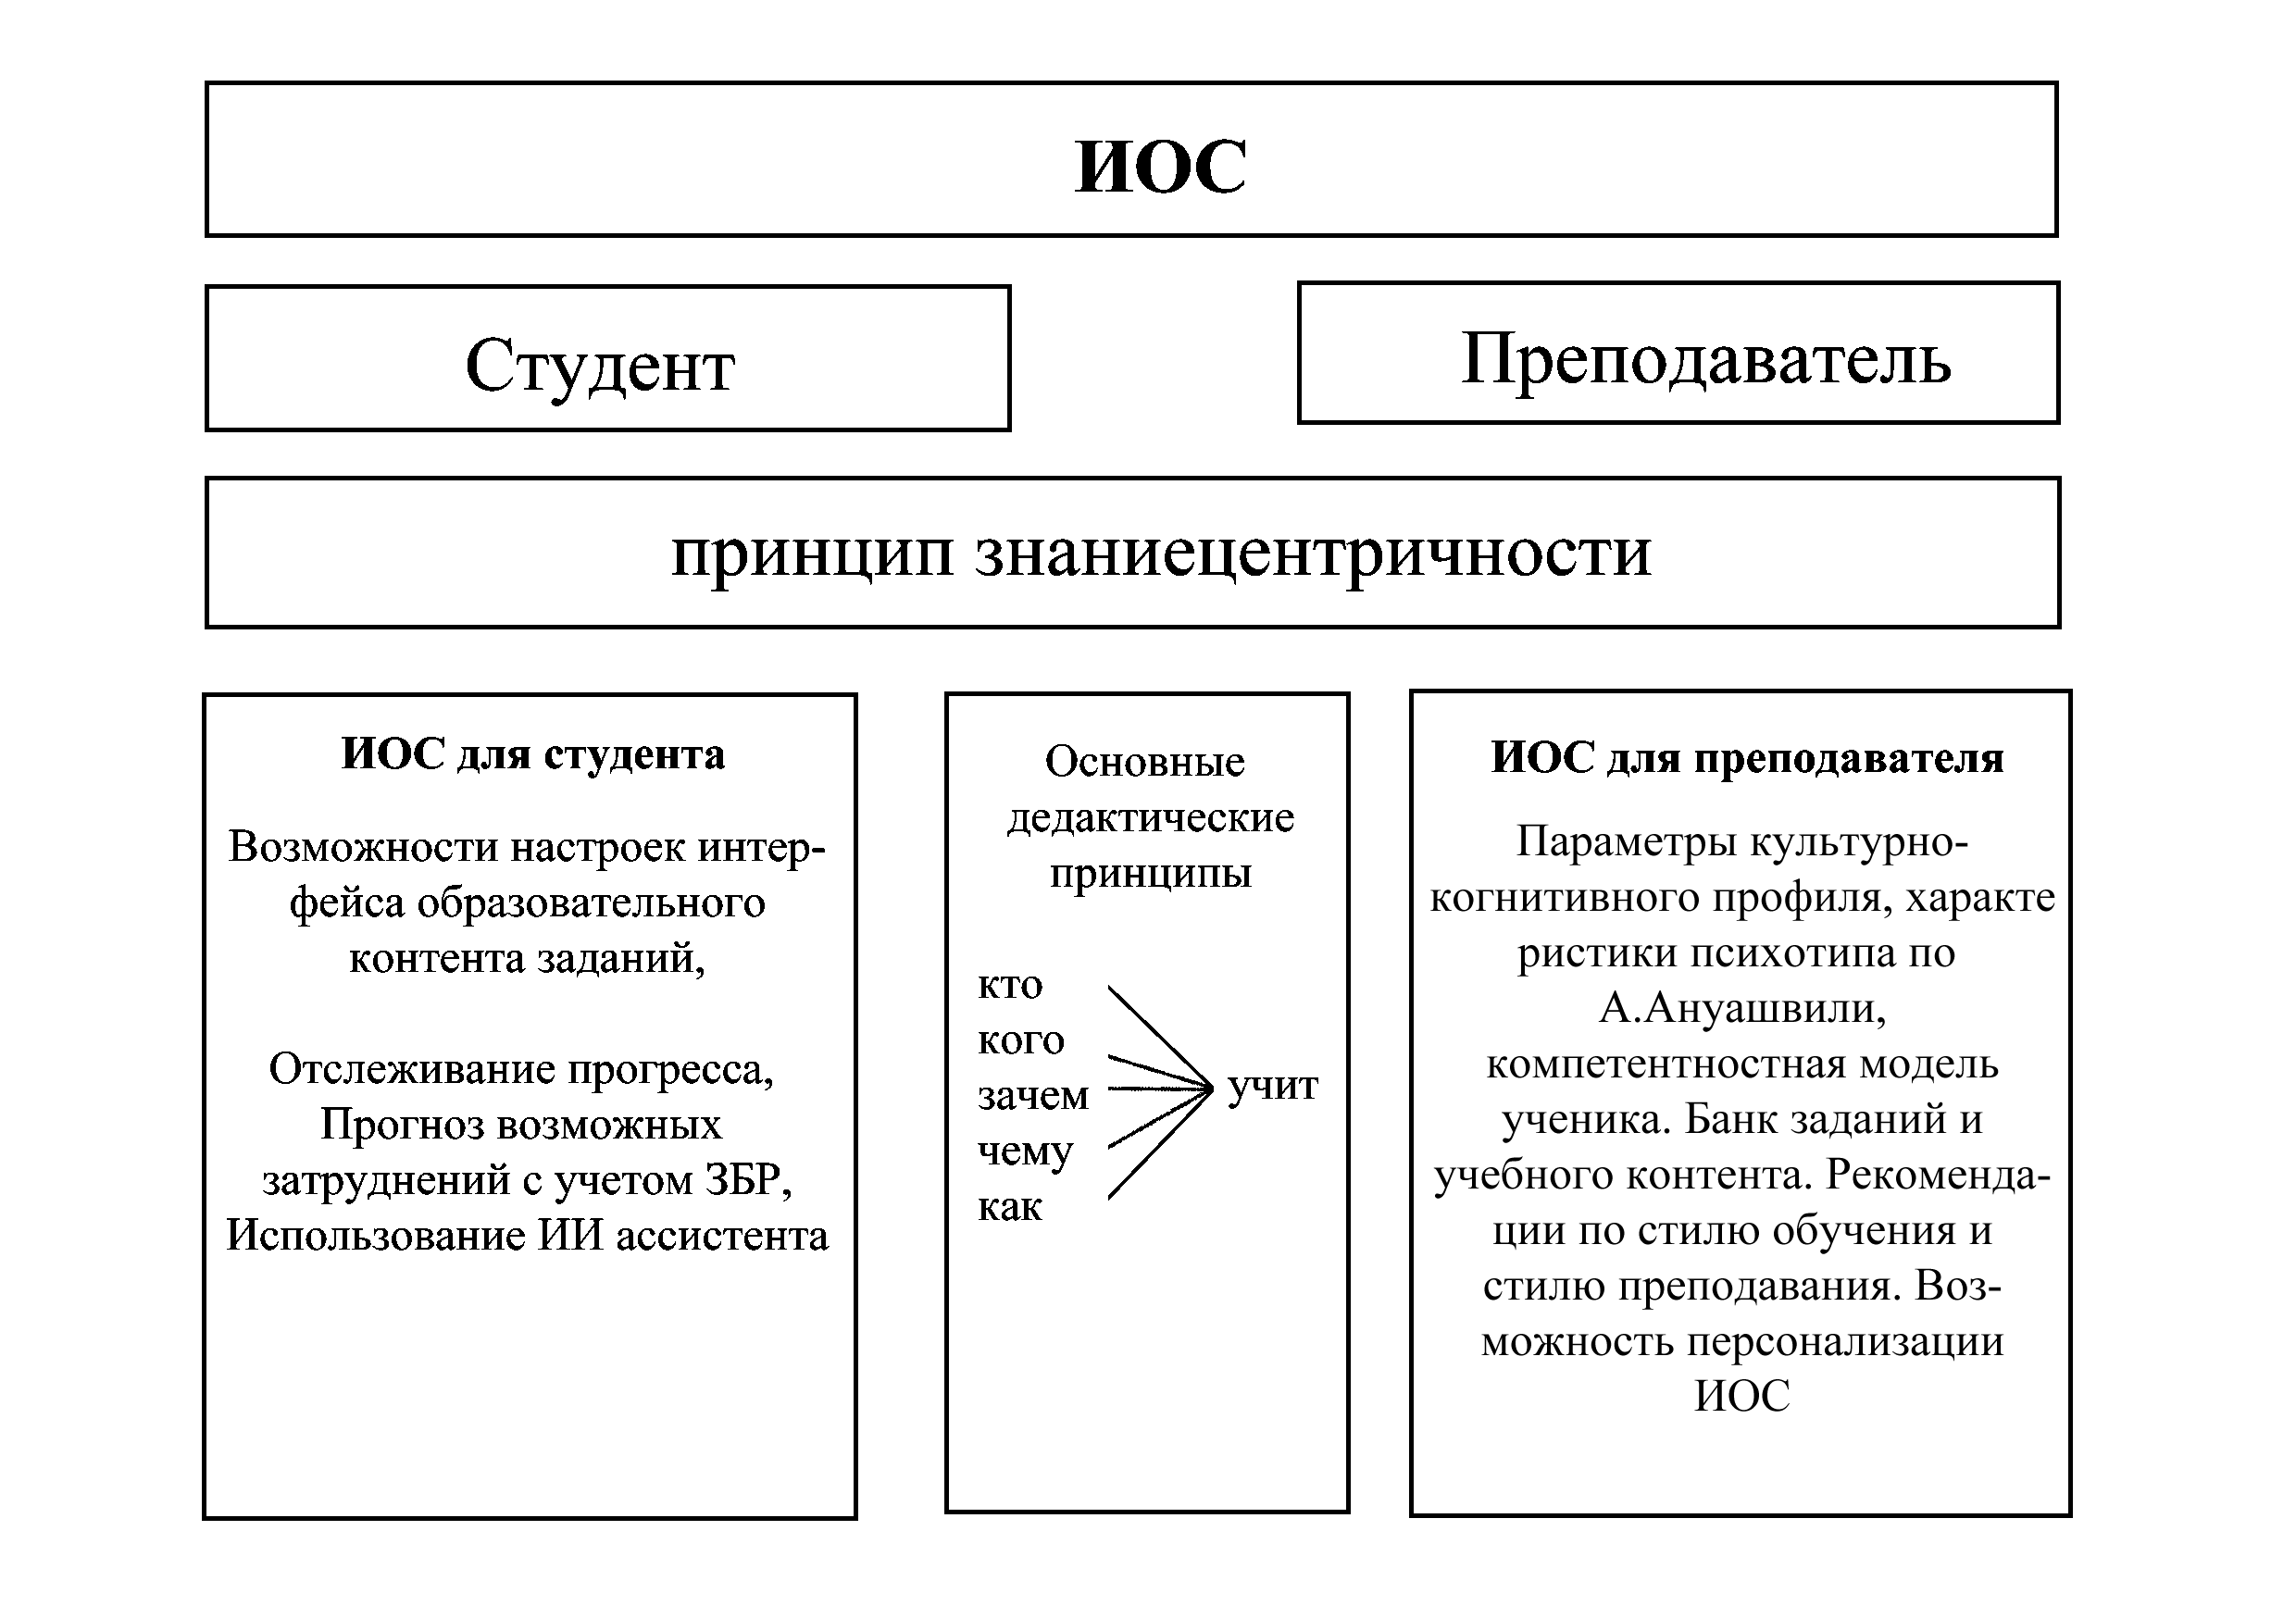 ИОС
Студент
Преподаватель
принцип знаниецентричности
ИОС для студента
Возможности настроек интер-
фейса образовательного
контента заданий,
Отслеживание прогресса,
Прогноз возможных
затруднений с учетом ЗБР,
Использование ИИ ассистента
Основные
дедактические
принципы
кто
кого
зачем
чему
как
учит
ИОС для преподавателя
Параметры культурно-
когнитивного профиля, характе
ристики психотипа по
А.Ануашвили,
компетентностная модель
ученика. Банк заданий и
учебного контента. Рекоменда-
ции по стилю обучения и
стилю преподавания. Воз-
можность персонализации
ИОС